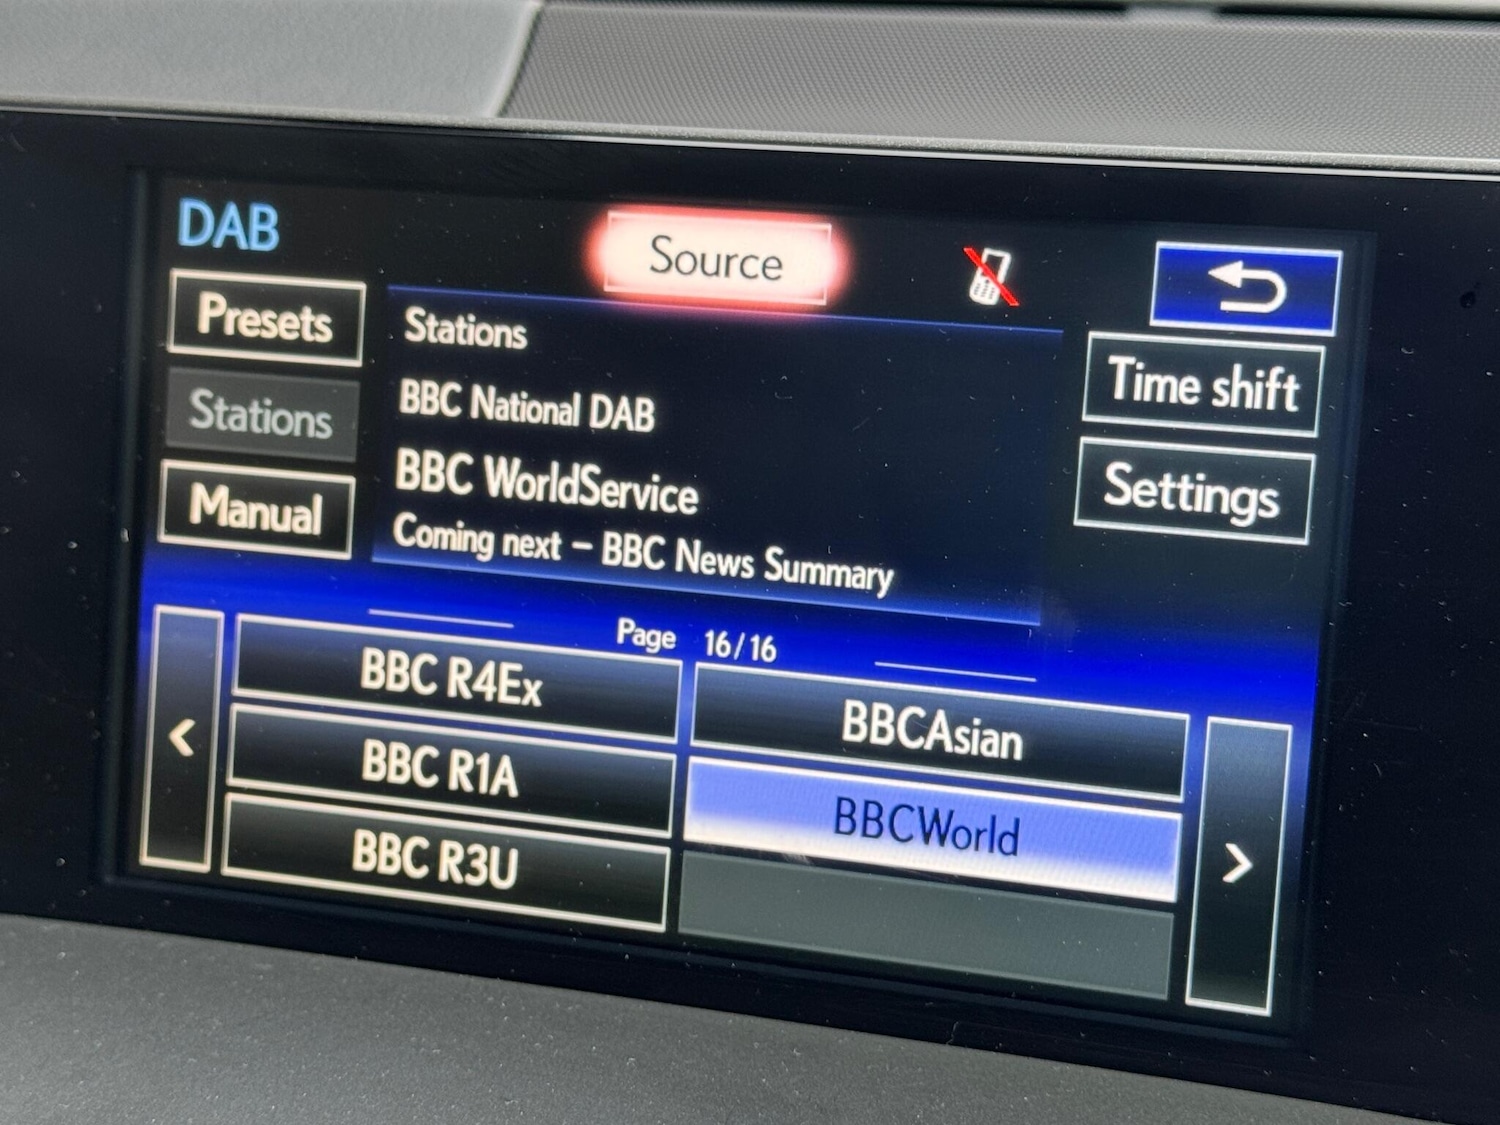 DAB
Source
Presets
Stations
Manual
Stations
BBC National DAB
BBC WorldService
Coming next – BBC News Summary
Time shift
Settings
Page 16/16
BBC R4Ex
BBCAsian
BBC R1A
BBCWorld
BBC R3U